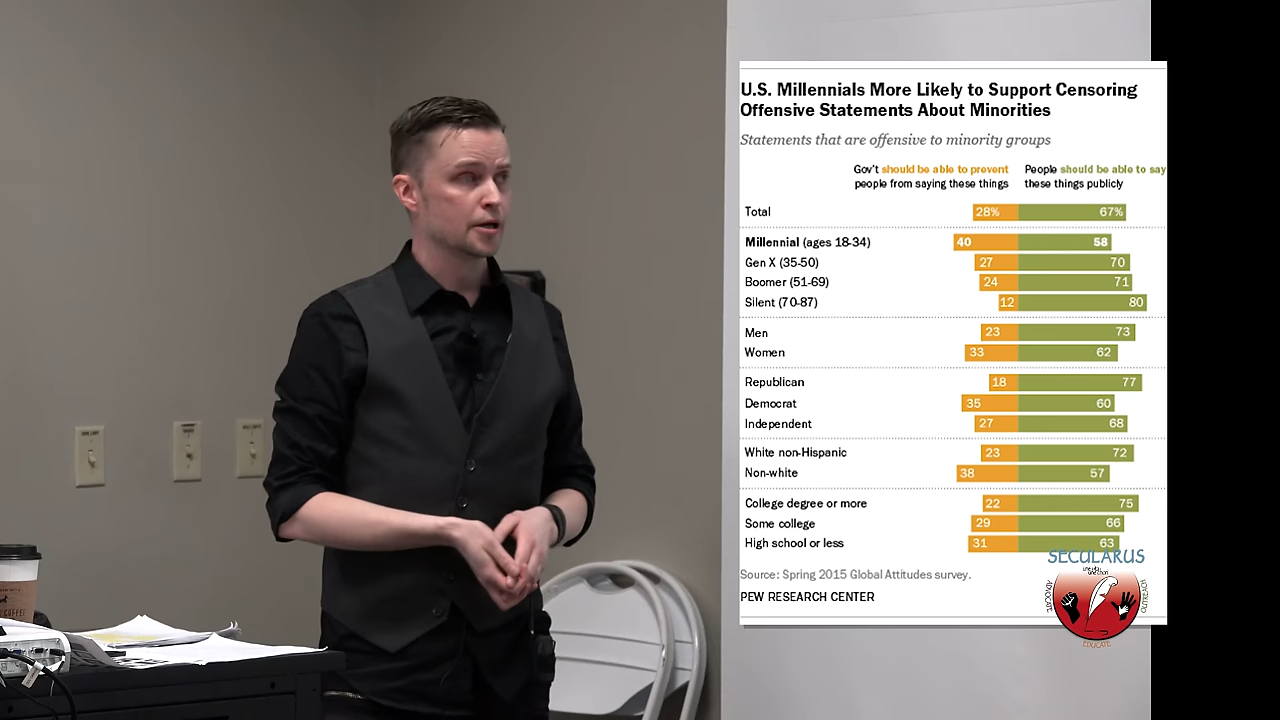 U.S. Millennials More Likely to Support Censoring
Offensive Statements About Minorities
Statements that are offensive to minority groups
Gov't should be able to prevent people from saying these things
People should be able to say these things publicly
Total 28% 67%
Millennial (ages 18-34) 40 58
Gen X (35-50) 27 70
Boomer (51-69) 24 71
Silent (70-87) 12 80
Men 23 73
Women 33 62
Republican 18 77
Democrat 35 60
Independent 27 68
White non-Hispanic 23 72
Non-white 38 57
College degree or more 22 75
Some college 29 66
High school or less 31 63
Source: Spring 2015 Global Attitudes survey.
PEW RESEARCH CENTER
SECULARUS
ADVOCATE
OUTREACH
EDUCATE
COFFEE